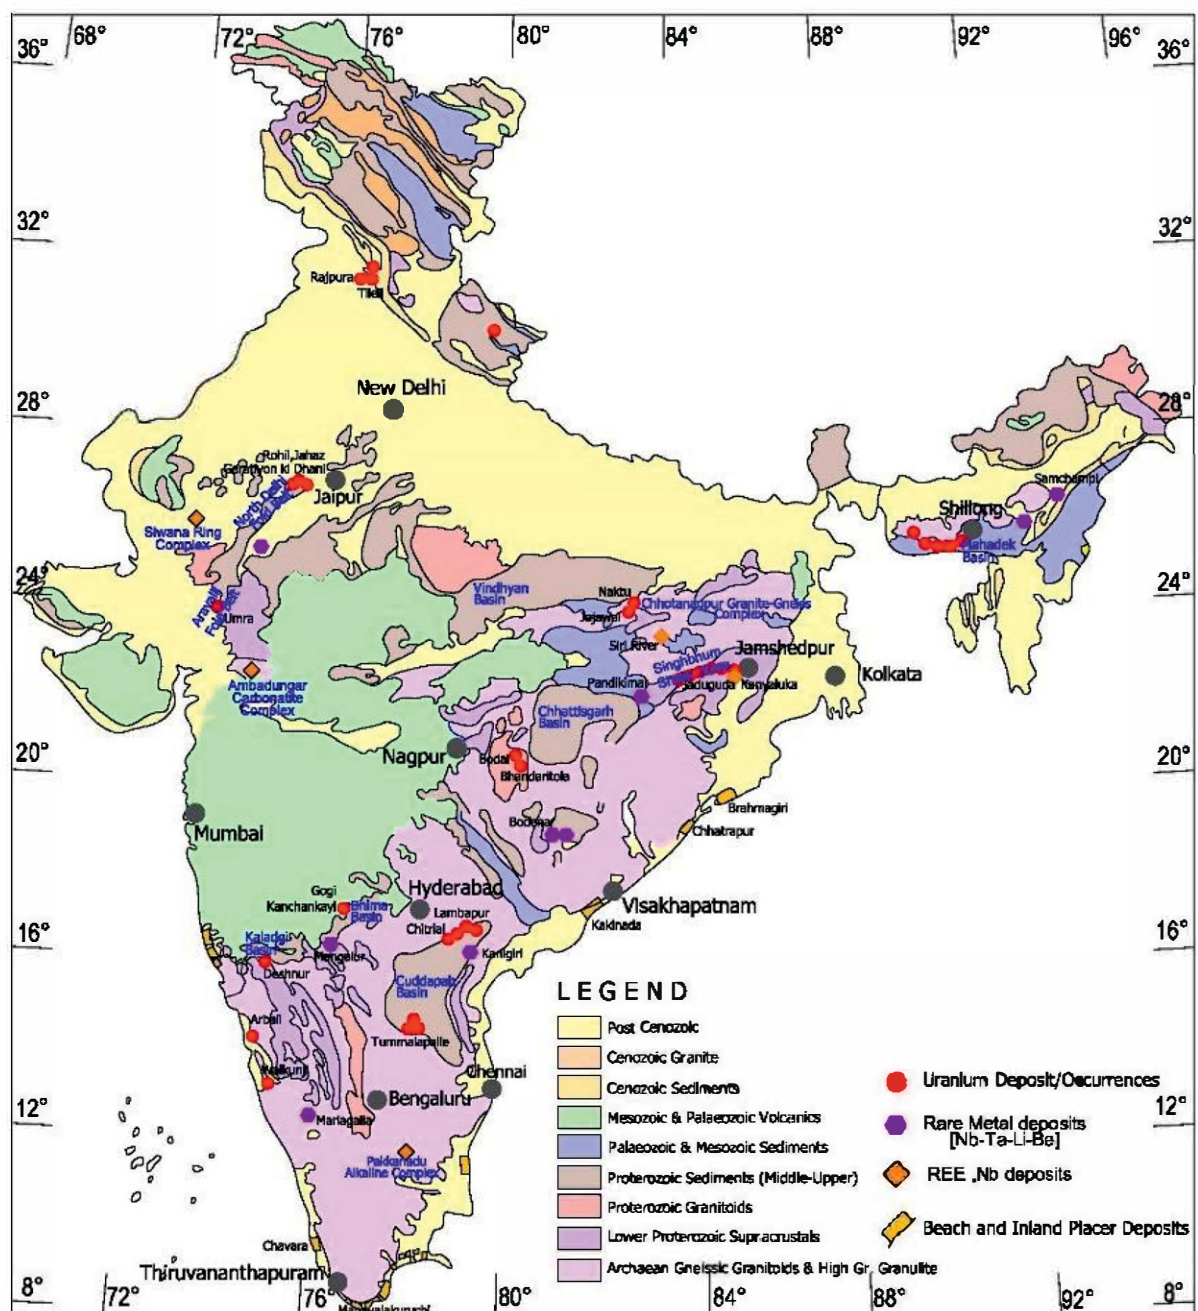 68° 72° 76° 80° 84° 88° 92° 96°
36° 36°
32° 32°
Rajpura
New Delhi
28° 28°
Rohil,Jahaz
Jaipur
North Delhi
Fold Belt
Siwana Ring
Complex
Samchampi
Shillong
Mahadek
Basin
24° 24°
Aravalli
Fold Belt
Umra
Vindhyan
Basin
Naktu
Jajawal
Chhotanagpur Granite-Gneiss
Complex
Siri River
Jamshedpur
Singhbhum
Kolkata
Pandikimal
Jaduguda
Kanyaluka
Ambadungar
Carbonatite
Complex
Chhattisgarh
Basin
20° 20°
Nagpur
Bodal
Bhandaritola
Brahmagiri
Mumbai
Bodenar
Chhatrapur
Gogi
Kanchankayi
Bhima
Basin
Hyderabad
Visakhapatnam
Lambapur
Chitrial
Kakinada
16° 16°
Kaladgi
Basin
Mangalur
Kanigiri
Deshnur
Cuddapah
Basin
Arbail
Tummalapalle
Walkunji
Chennai
12° 12°
Bengaluru
Marlagalla
Pakkanadu
Alkaline Complex
Chavara
Thiruvananthapuram
8° 8°
72° 76° 80° 84° 88° 92°
LEGEND
Post Cenozoic
Cenozoic Granite
Cenozoic Sediments
Mesozoic & Palaeozoic Volcanics
Palaeozoic & Mesozoic Sediments
Proterozoic Sediments (Middle-Upper)
Proterozoic Granitoids
Lower Proterozoic Supracrustals
Archaean Gneissic Granitoids & High Gr. Granulite
Uranium Deposit/Occurrences
Rare Metal deposits
[Nb-Ta-Li-Be]
REE ,Nb deposits
Beach and Inland Placer Deposits